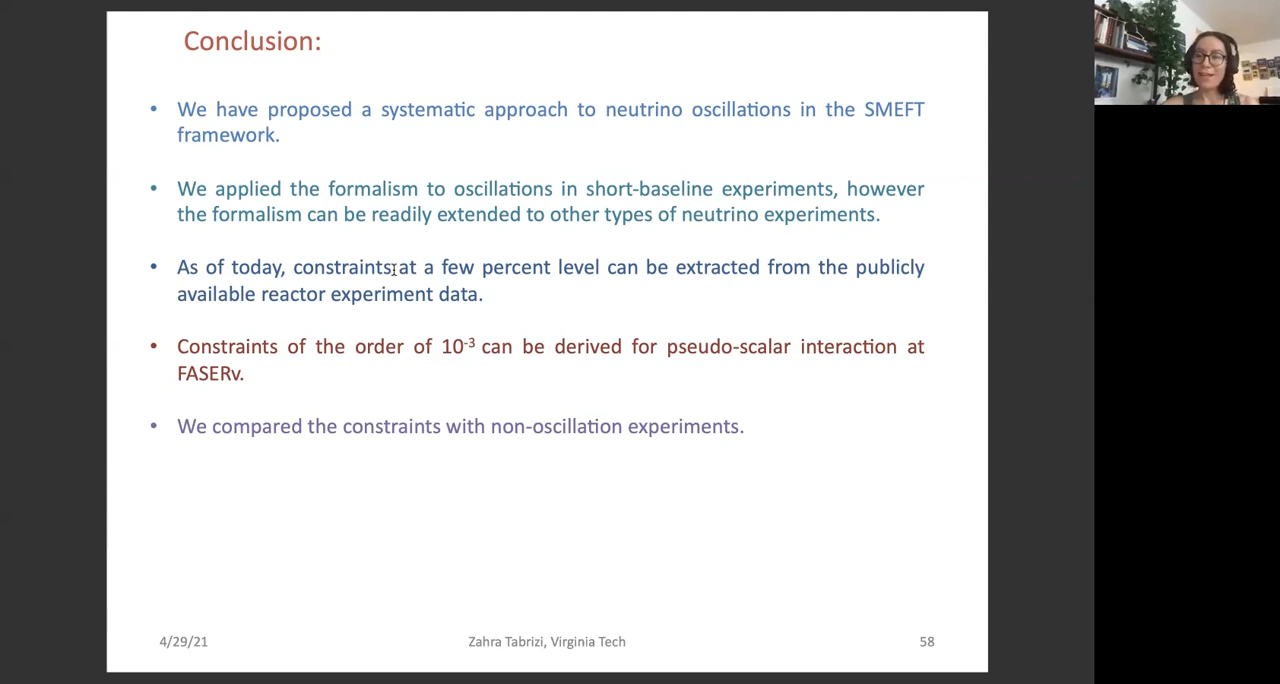 Conclusion:
• We have proposed a systematic approach to neutrino oscillations in the SMEFT
framework.
• We applied the formalism to oscillations in short-baseline experiments, however
the formalism can be readily extended to other types of neutrino experiments.
• As of today, constraints at a few percent level can be extracted from the publicly
available reactor experiment data.
• Constraints of the order of 10⁻³ can be derived for pseudo-scalar interaction at
FASERν.
• We compared the constraints with non-oscillation experiments.
4/29/21
Zahra Tabrizi, Virginia Tech
58